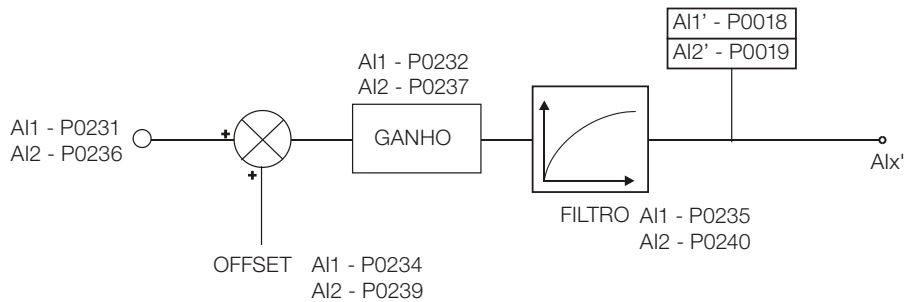 AI1' - P0018
AI2' - P0019
AI1 - P0232
AI2 - P0237
AI1 - P0231
AI2 - P0236
GANHO
AIx'
FILTRO AI1 - P0235
AI2 - P0240
OFFSET AI1 - P0234
AI2 - P0239